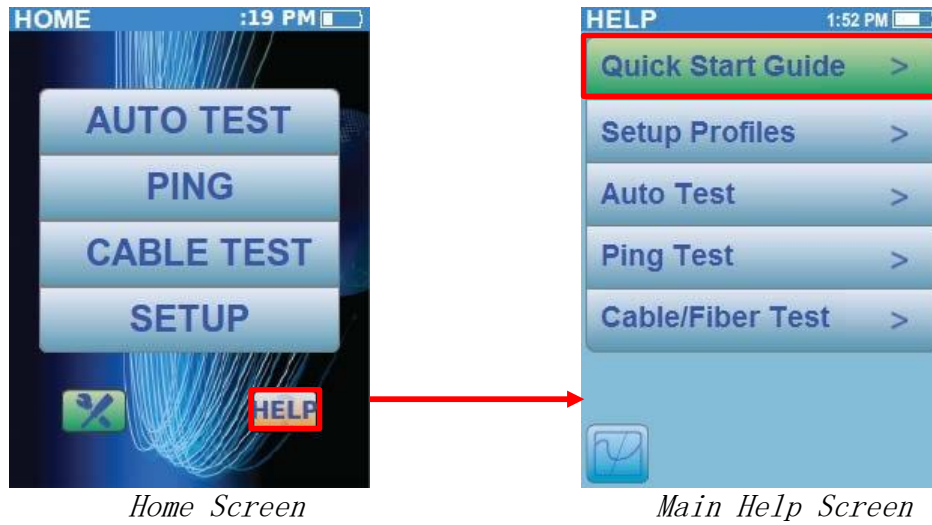 HOME :19 PM
AUTO TEST
PING
CABLE TEST
SETUP
HELP
Home Screen
HELP 1:52 PM
Quick Start Guide >
Setup Profiles >
Auto Test >
Ping Test >
Cable/Fiber Test >
Main Help Screen